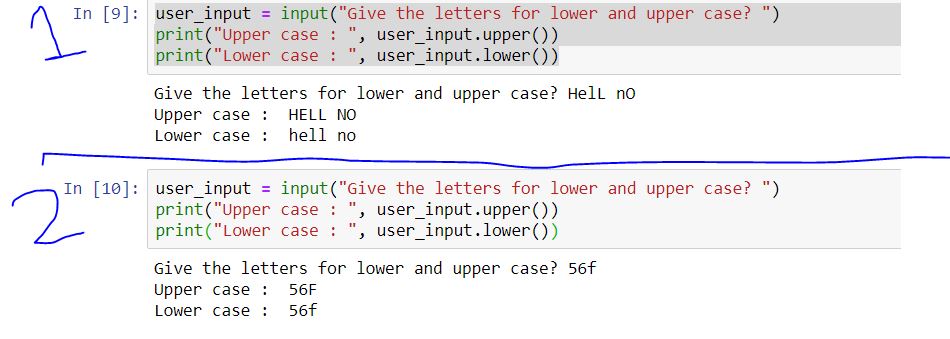 1
In [9]: user_input = input("Give the letters for lower and upper case? ")
print("Upper case : ", user_input.upper())
print("Lower case : ", user_input.lower())
Give the letters for lower and upper case? HelL nO
Upper case :  HELL NO
Lower case :  hell no
2
In [10]: user_input = input("Give the letters for lower and upper case? ")
print("Upper case : ", user_input.upper())
print("Lower case : ", user_input.lower())
Give the letters for lower and upper case? 56f
Upper case :  56F
Lower case :  56f